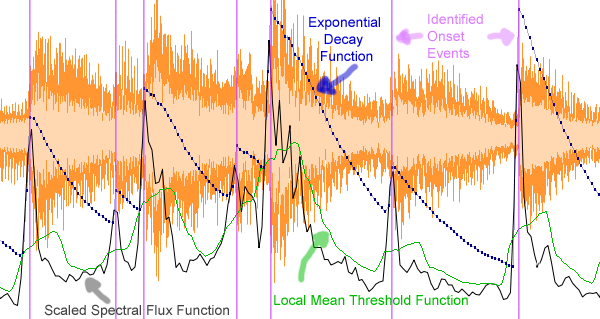 Exponential
Decay
Function
Identified
Onset
Events
Local Mean Threshold Function
Scaled Spectral Flux Function